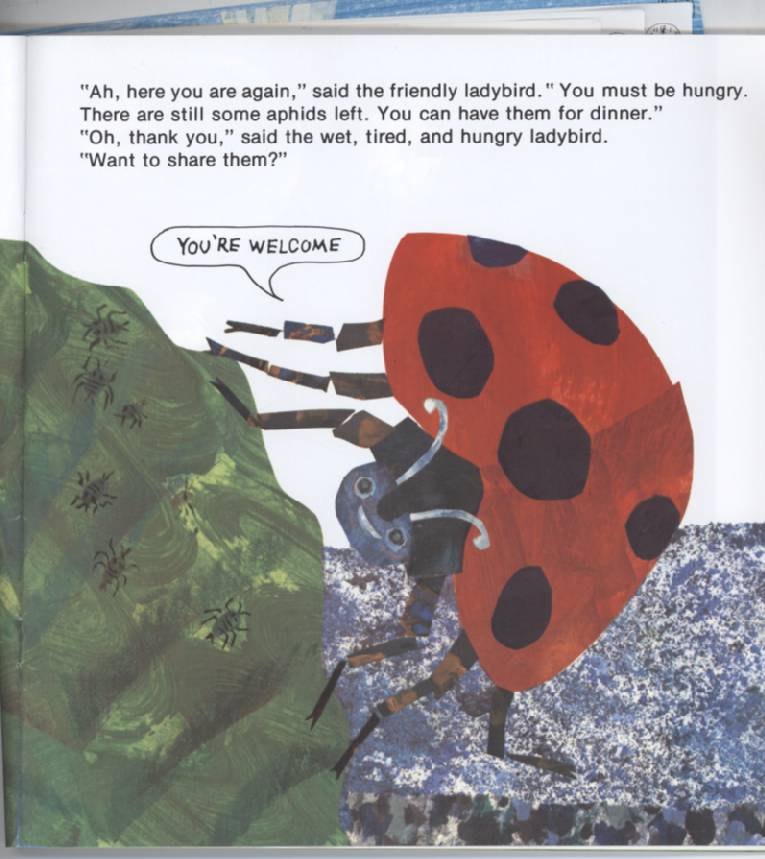 "Ah, here you are again," said the friendly ladybird." You must be hungry.
There are still some aphids left. You can have them for dinner."
"Oh, thank you," said the wet, tired, and hungry ladybird.
"Want to share them?"
YOU'RE WELCOME